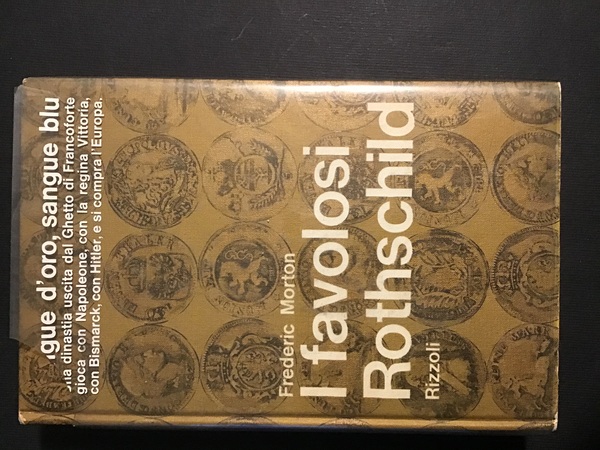 d'oro, sangue blu
dinastia uscita dal Ghetto di Francoforte
gioca con Napoleone, con la regina Vittoria,
con Bismarck, con Hitler, e si compra l'Europa.
Frederic Morton
I favolosi
Rothschild
Rizzoli